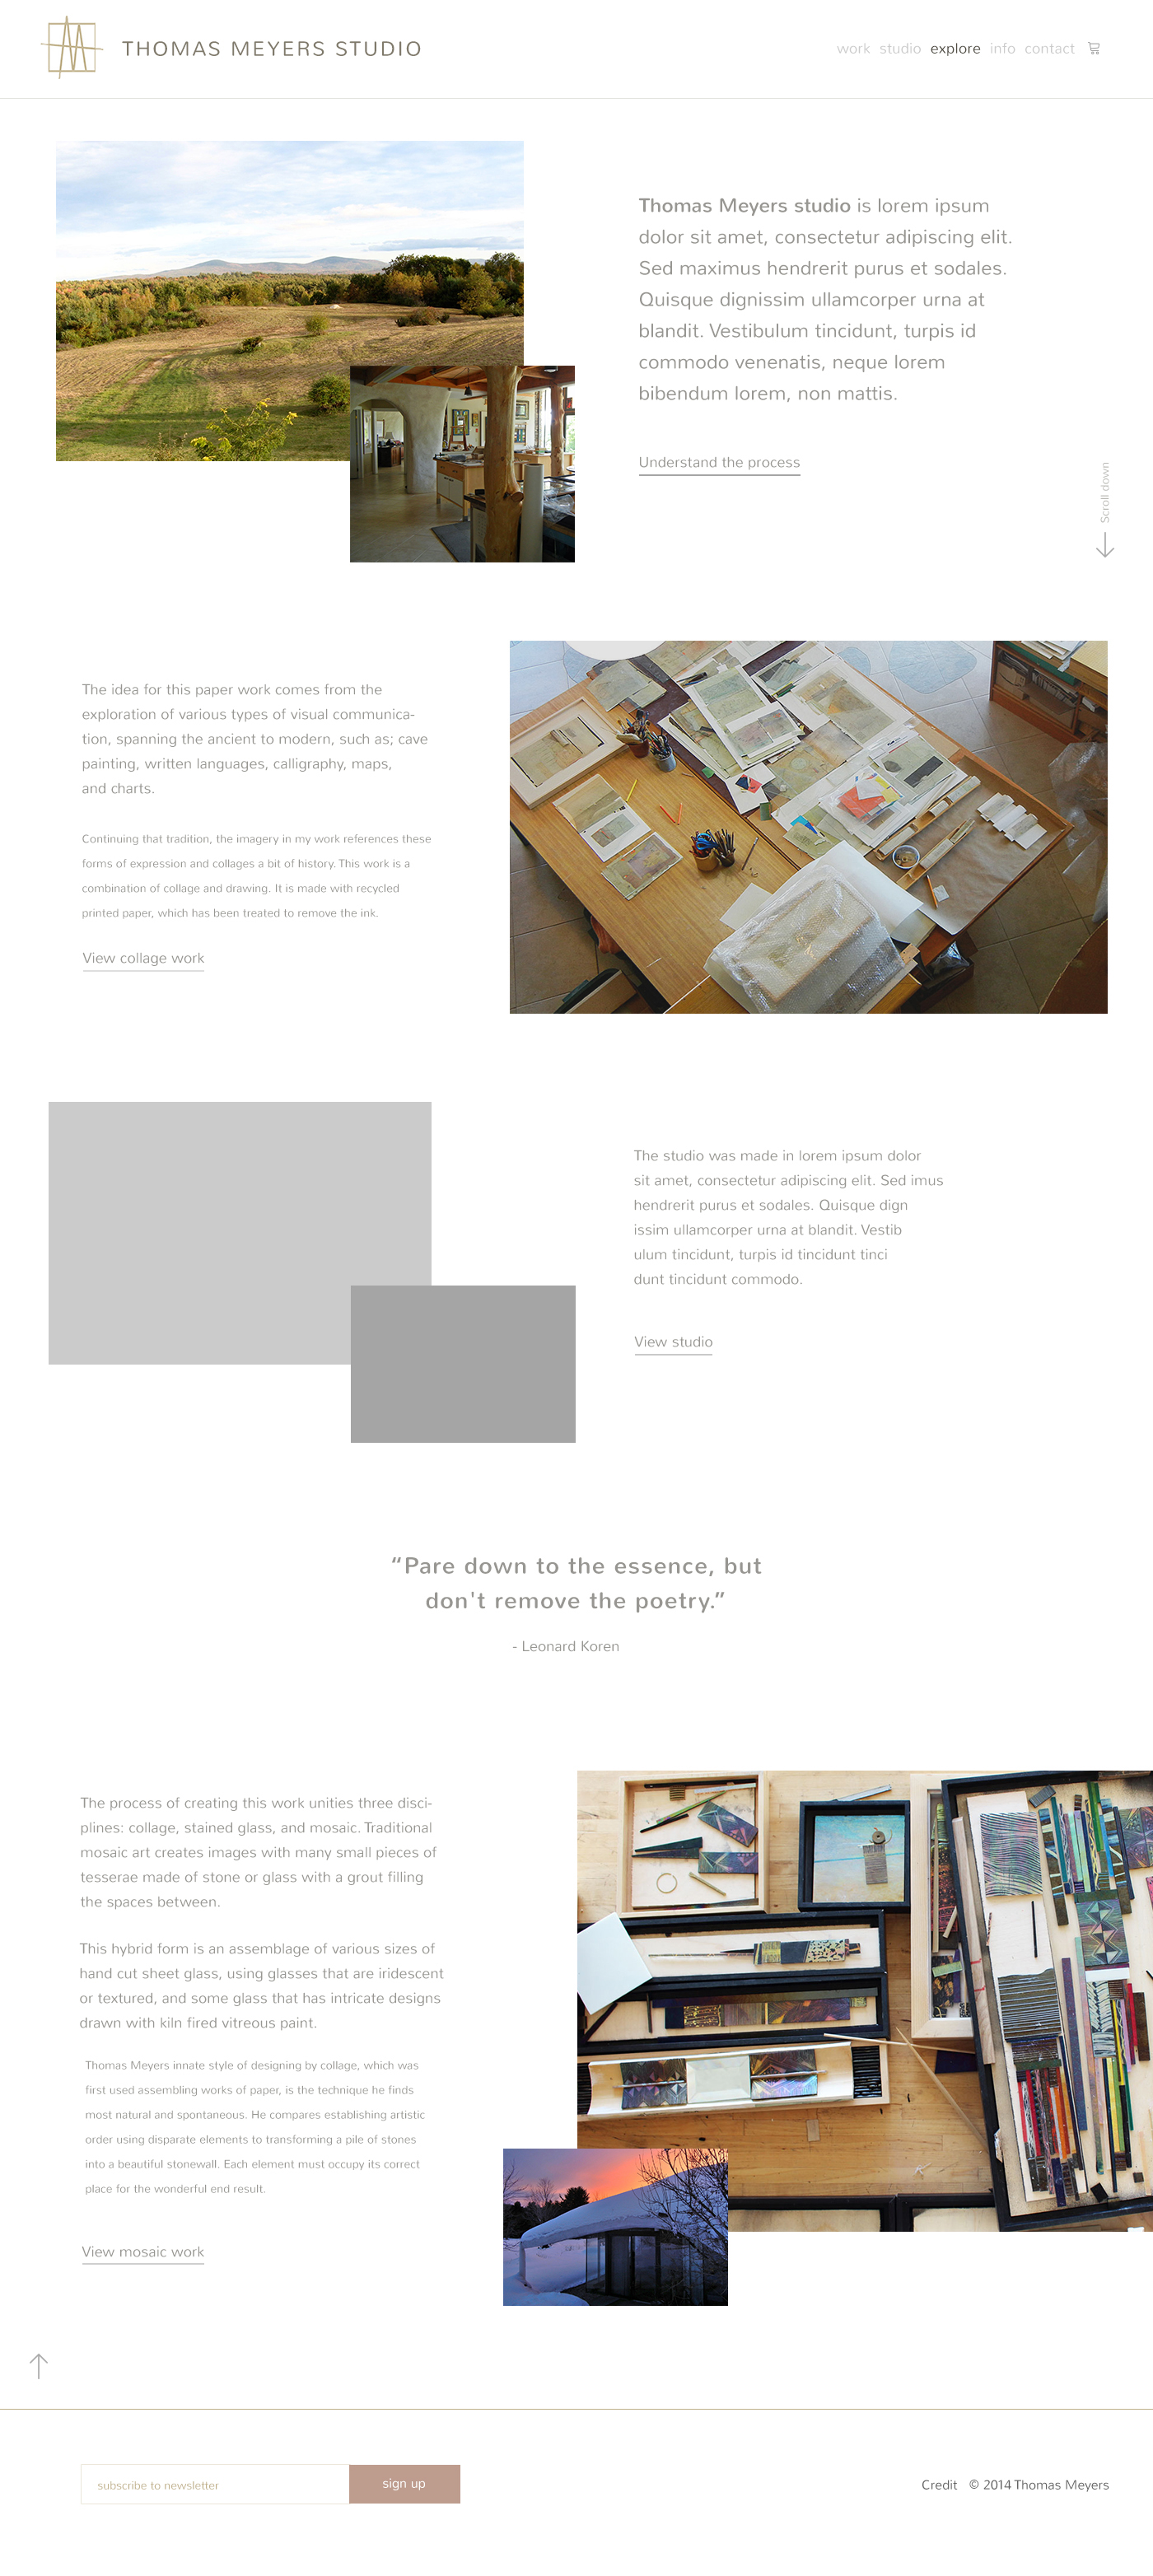 THOMAS MEYERS STUDIO
work studio explore info contact
Thomas Meyers studio is lorem ipsum
dolor sit amet, consectetur adipiscing elit.
Sed maximus hendrerit purus et sodales.
Quisque dignissim ullamcorper urna at
blandit. Vestibulum tincidunt, turpis id
commodo venenatis, neque lorem
bibendum lorem, non mattis.
Understand the process
Scroll down
The idea for this paper work comes from the
exploration of various types of visual communica-
tion, spanning the ancient to modern, such as; cave
painting, written languages, calligraphy, maps,
and charts.
Continuing that tradition, the imagery in my work references these
forms of expression and collages a bit of history. This work is a
combination of collage and drawing. It is made with recycled
printed paper, which has been treated to remove the ink.
View collage work
The studio was made in lorem ipsum dolor
sit amet, consectetur adipiscing elit. Sed imus
hendrerit purus et sodales. Quisque dign
issim ullamcorper urna at blandit. Vestib
ulum tincidunt, turpis id tincidunt tinci
dunt tincidunt commodo.
View studio
“Pare down to the essence, but
don't remove the poetry.”
- Leonard Koren
The process of creating this work unities three disci-
plines: collage, stained glass, and mosaic. Traditional
mosaic art creates images with many small pieces of
tesserae made of stone or glass with a grout filling
the spaces between.
This hybrid form is an assemblage of various sizes of
hand cut sheet glass, using glasses that are iridescent
or textured, and some glass that has intricate designs
drawn with kiln fired vitreous paint.
Thomas Meyers innate style of designing by collage, which was
first used assembling works of paper, is the technique he finds
most natural and spontaneous. He compares establishing artistic
order using disparate elements to transforming a pile of stones
into a beautiful stonewall. Each element must occupy its correct
place for the wonderful end result.
View mosaic work
subscribe to newsletter
sign up
Credit © 2014 Thomas Meyers